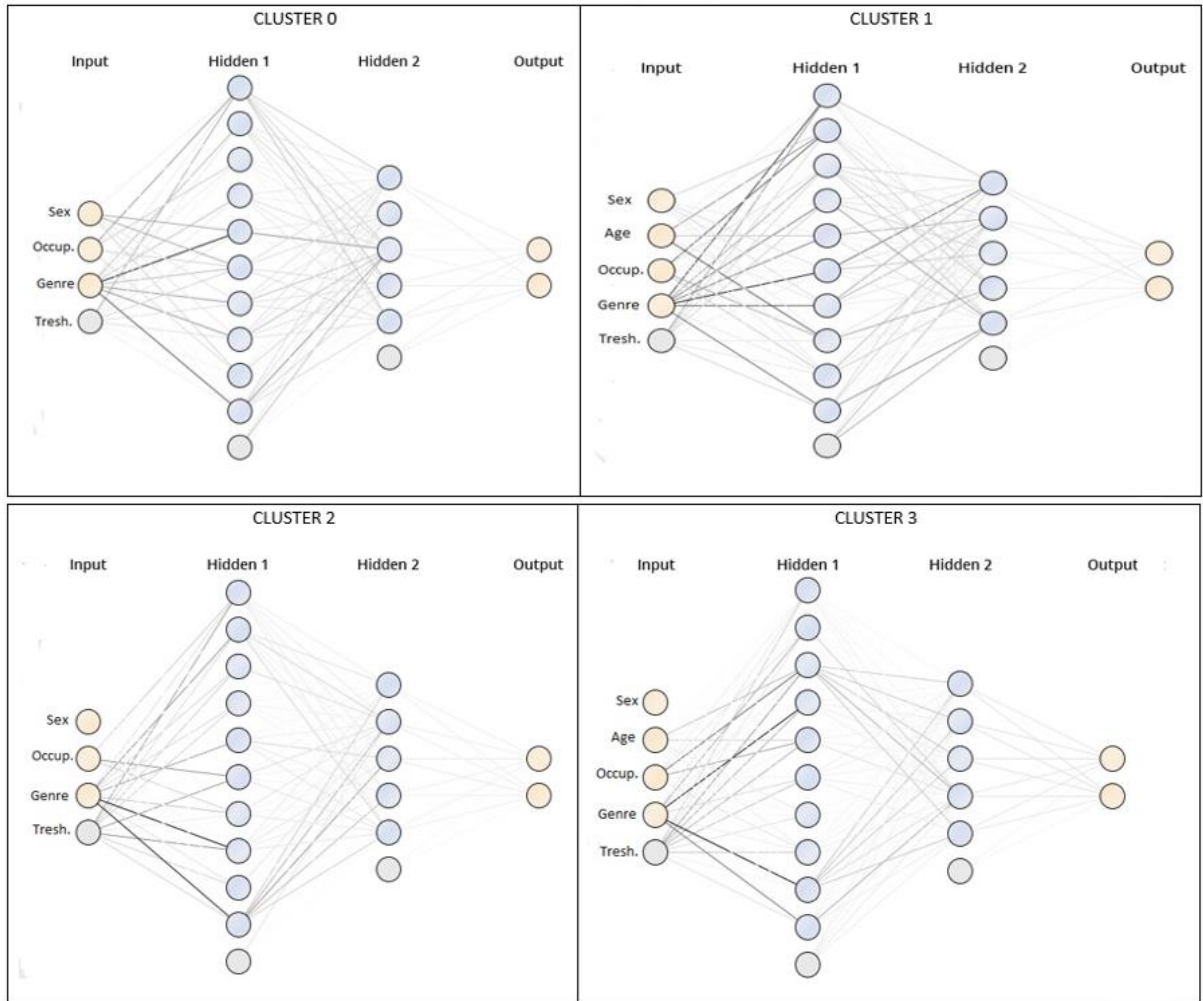 CLUSTER 0
Input Hidden 1 Hidden 2 Output
Sex
Occup.
Genre
Tresh.
CLUSTER 1
Input Hidden 1 Hidden 2 Output
Sex
Age
Occup.
Genre
Tresh.
CLUSTER 2
Input Hidden 1 Hidden 2 Output
Sex
Occup.
Genre
Tresh.
CLUSTER 3
Input Hidden 1 Hidden 2 Output
Sex
Age
Occup.
Genre
Tresh.